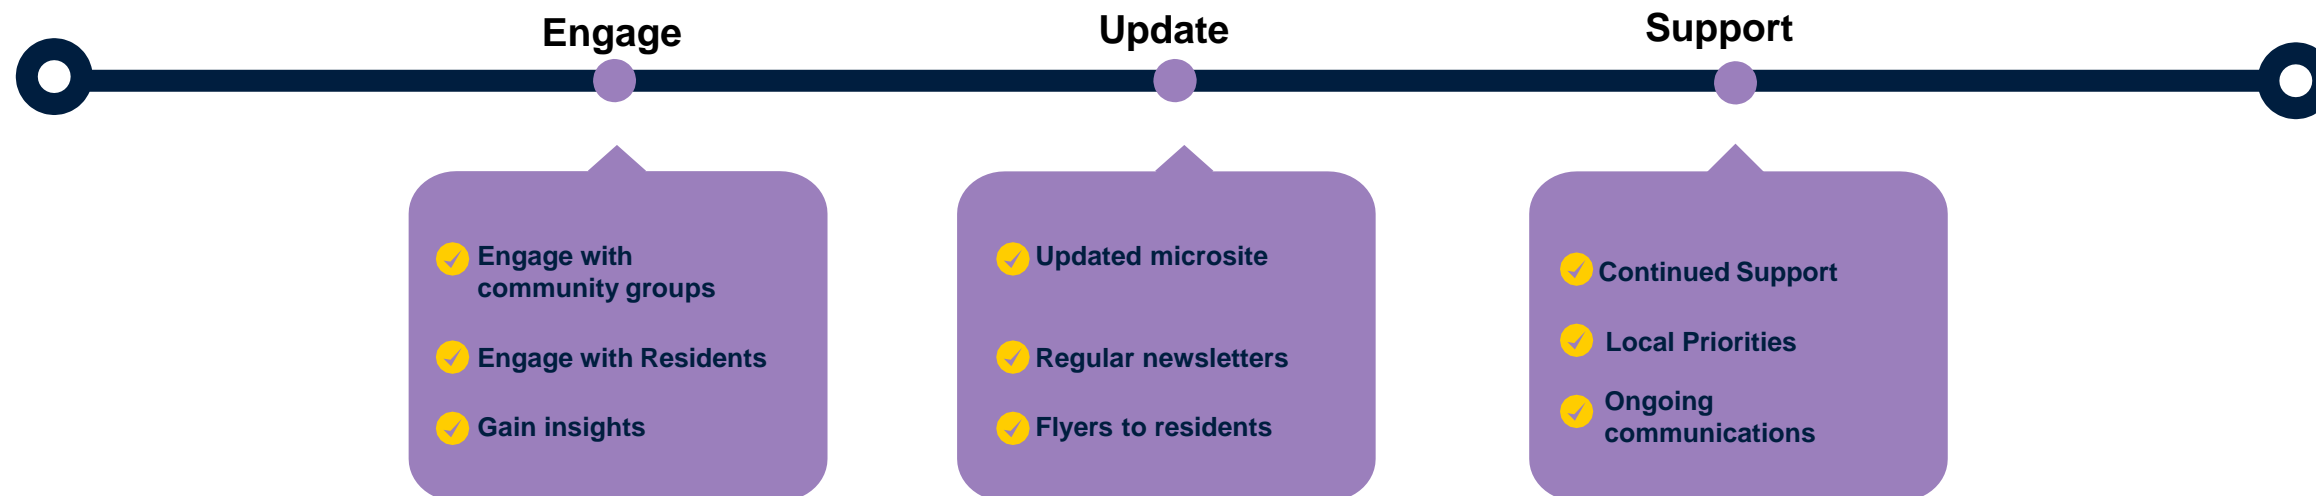 Engage
Update
Support
Engage with
community groups
Engage with Residents
Gain insights
Updated microsite
Regular newsletters
Flyers to residents
Continued Support
Local Priorities
Ongoing
communications